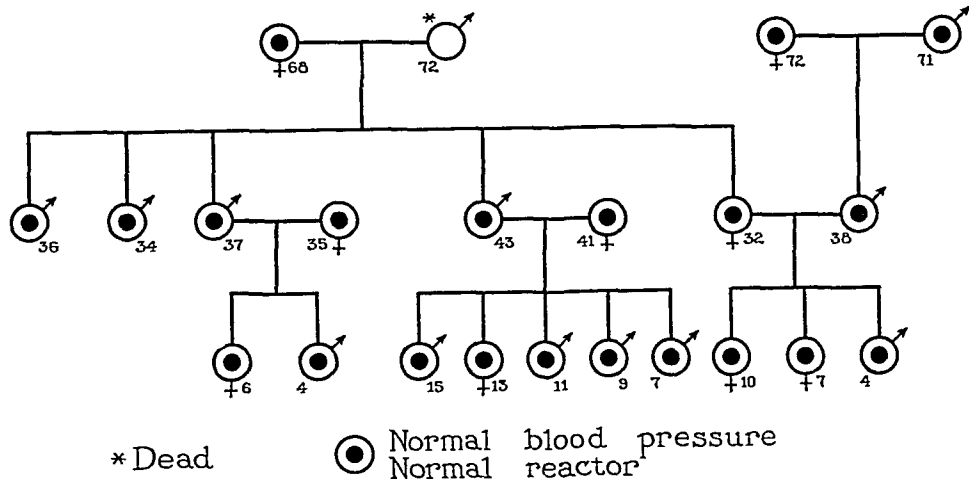 *
68 72 72 71
36 34 37 35 43 41 32 38
6 4 15 13 11 9 7 10 7 4
*Dead
Normal blood pressure
Normal reactor